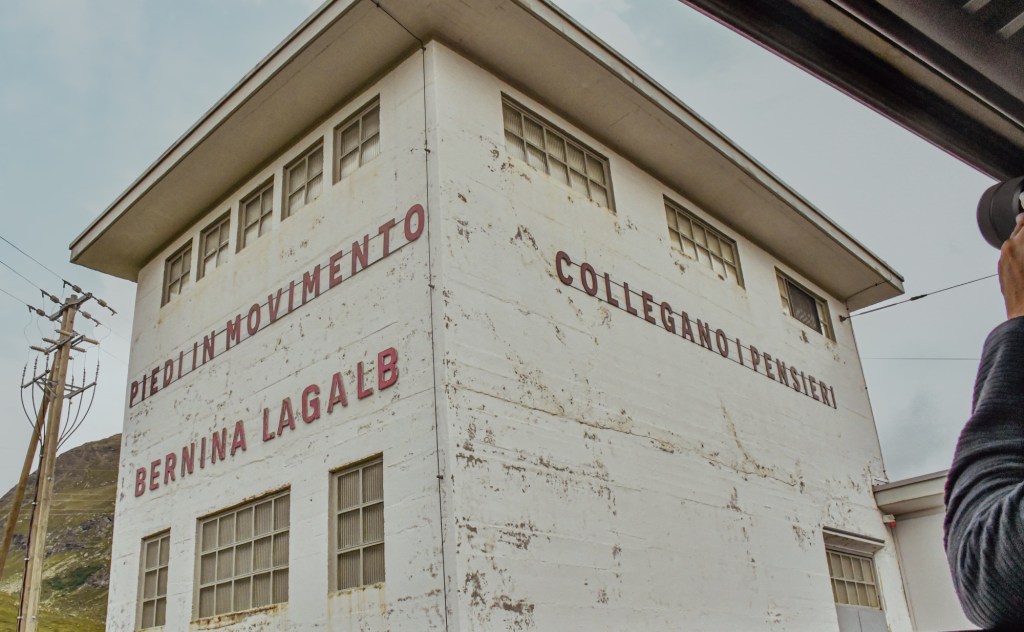 PIEDI IN MOVIMENTO
BERNINA LAGALB
COLLEGANO I PENSIERI